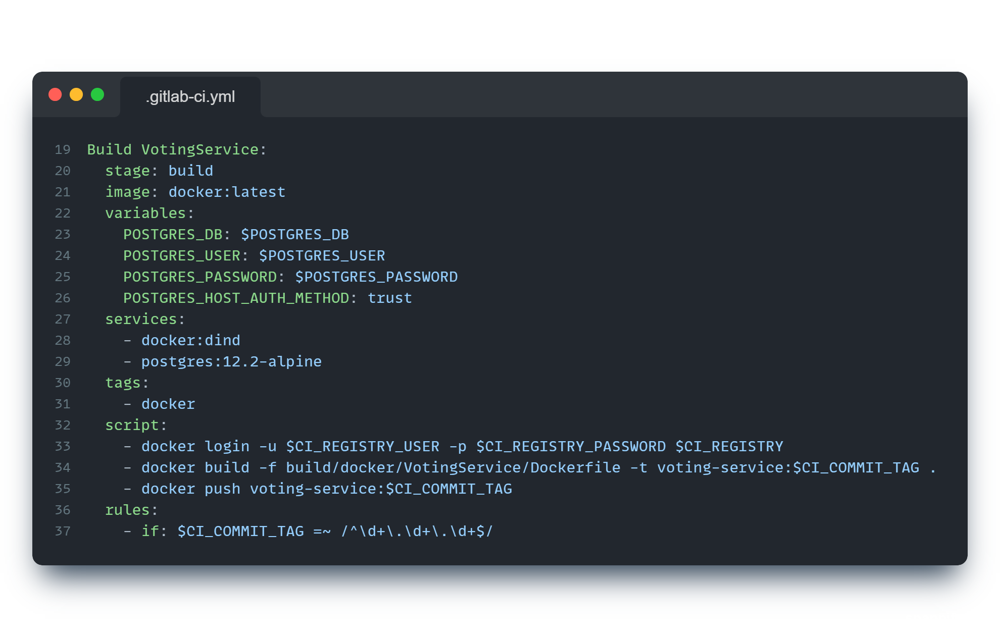 .gitlab-ci.yml
19 Build VotingService:
20   stage: build
21   image: docker:latest
22   variables:
23     POSTGRES_DB: $POSTGRES_DB
24     POSTGRES_USER: $POSTGRES_USER
25     POSTGRES_PASSWORD: $POSTGRES_PASSWORD
26     POSTGRES_HOST_AUTH_METHOD: trust
27   services:
28     - docker:dind
29     - postgres:12.2-alpine
30   tags:
31     - docker
32   script:
33     - docker login -u $CI_REGISTRY_USER -p $CI_REGISTRY_PASSWORD $CI_REGISTRY
34     - docker build -f build/docker/VotingService/Dockerfile -t voting-service:$CI_COMMIT_TAG .
35     - docker push voting-service:$CI_COMMIT_TAG
36   rules:
37     - if: $CI_COMMIT_TAG =~ /^\d+\.\d+\.\d+$/